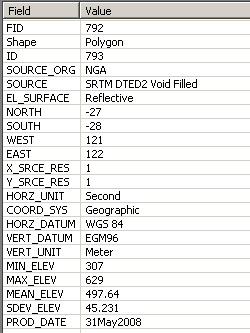 Field Value
FID 792
Shape Polygon
ID 793
SOURCE_ORG NGA
SOURCE SRTM DTED2 Void Filled
EL_SURFACE Reflective
NORTH -27
SOUTH -28
WEST 121
EAST 122
X_SRCE_RES 1
Y_SRCE_RES 1
HORZ_UNIT Second
COORD_SYS Geographic
HORZ_DATUM WGS 84
VERT_DATUM EGM96
VERT_UNIT Meter
MIN_ELEV 307
MAX_ELEV 629
MEAN_ELEV 497.64
SDEV_ELEV 45.231
PROD_DATE 31May2008